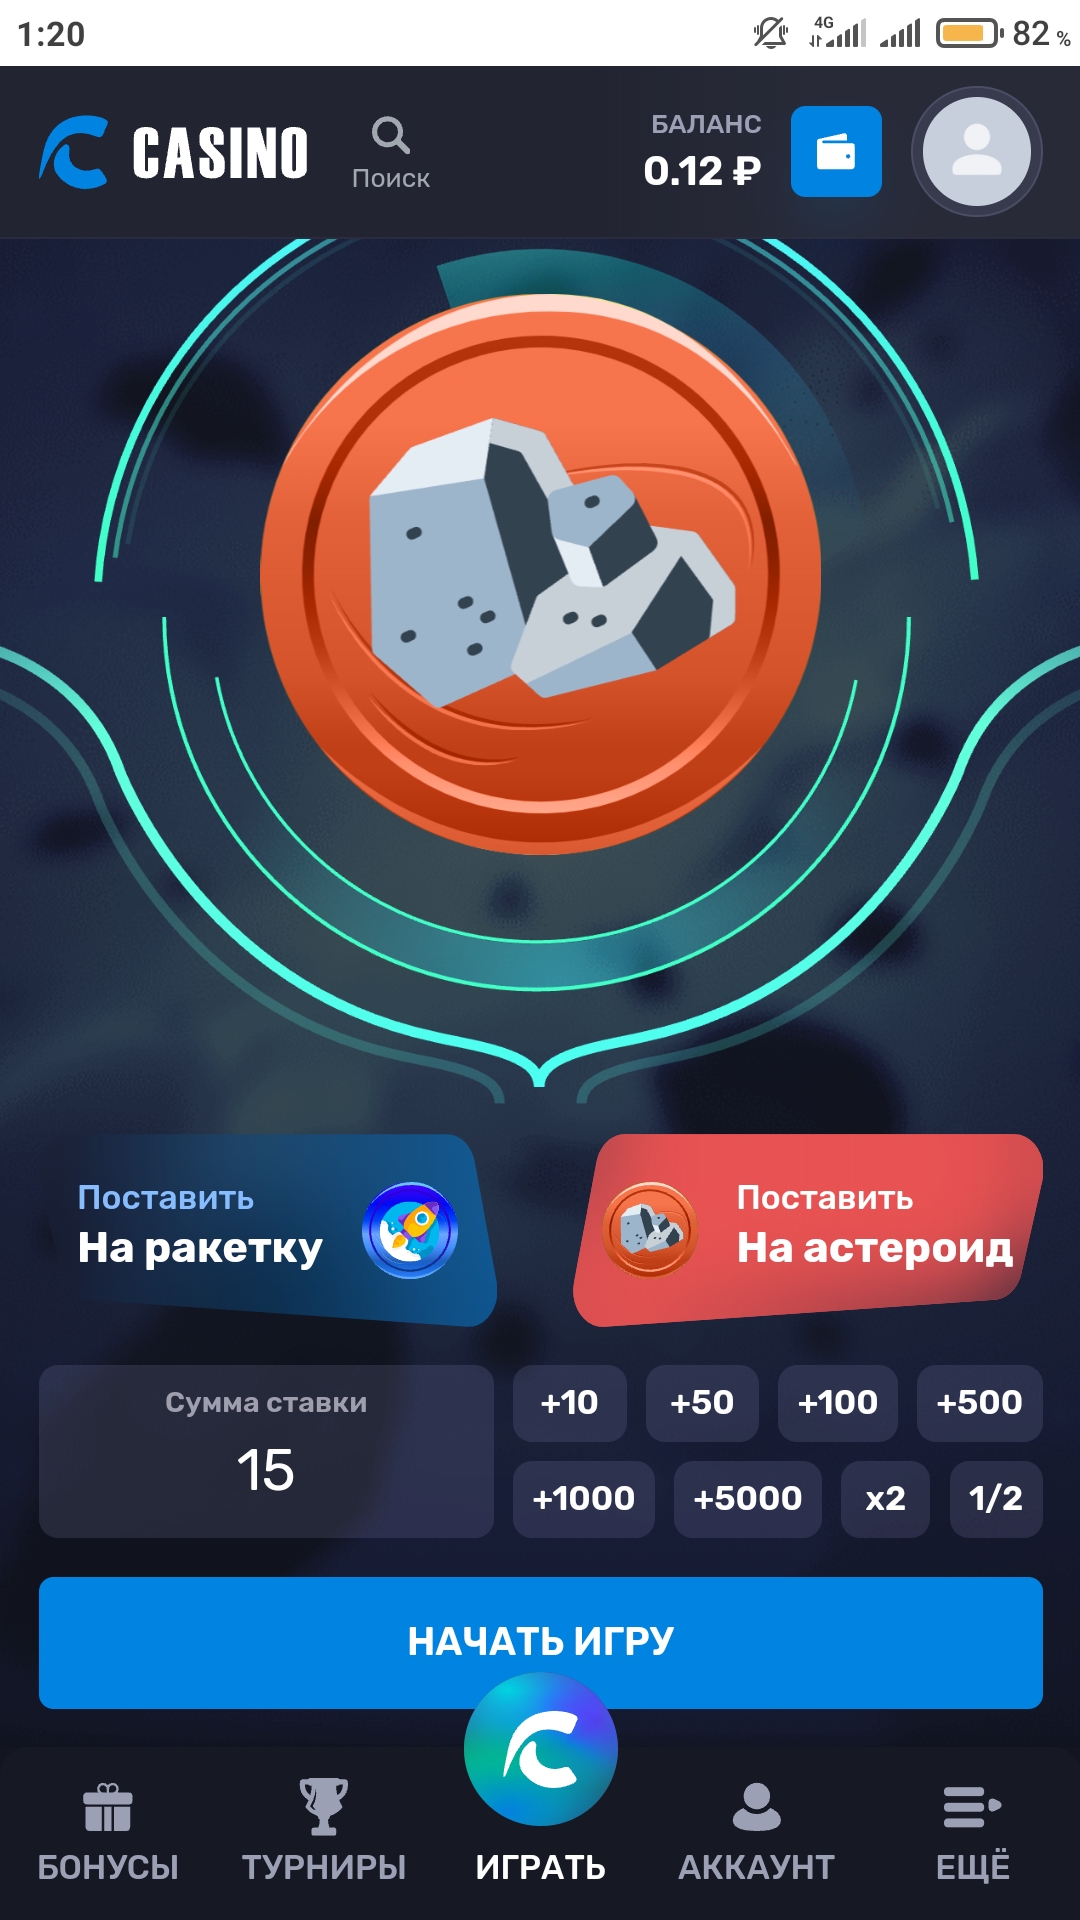 1:20
4G
82 %
CASINO
Поиск
БАЛАНС
0.12 ₽
Поставить
На ракетку
Поставить
На астероид
Сумма ставки
15
+10
+50
+100
+500
+1000
+5000
x2
1/2
НАЧАТЬ ИГРУ
БОНУСЫ
ТУРНИРЫ
ИГРАТЬ
АККАУНТ
ЕЩЁ